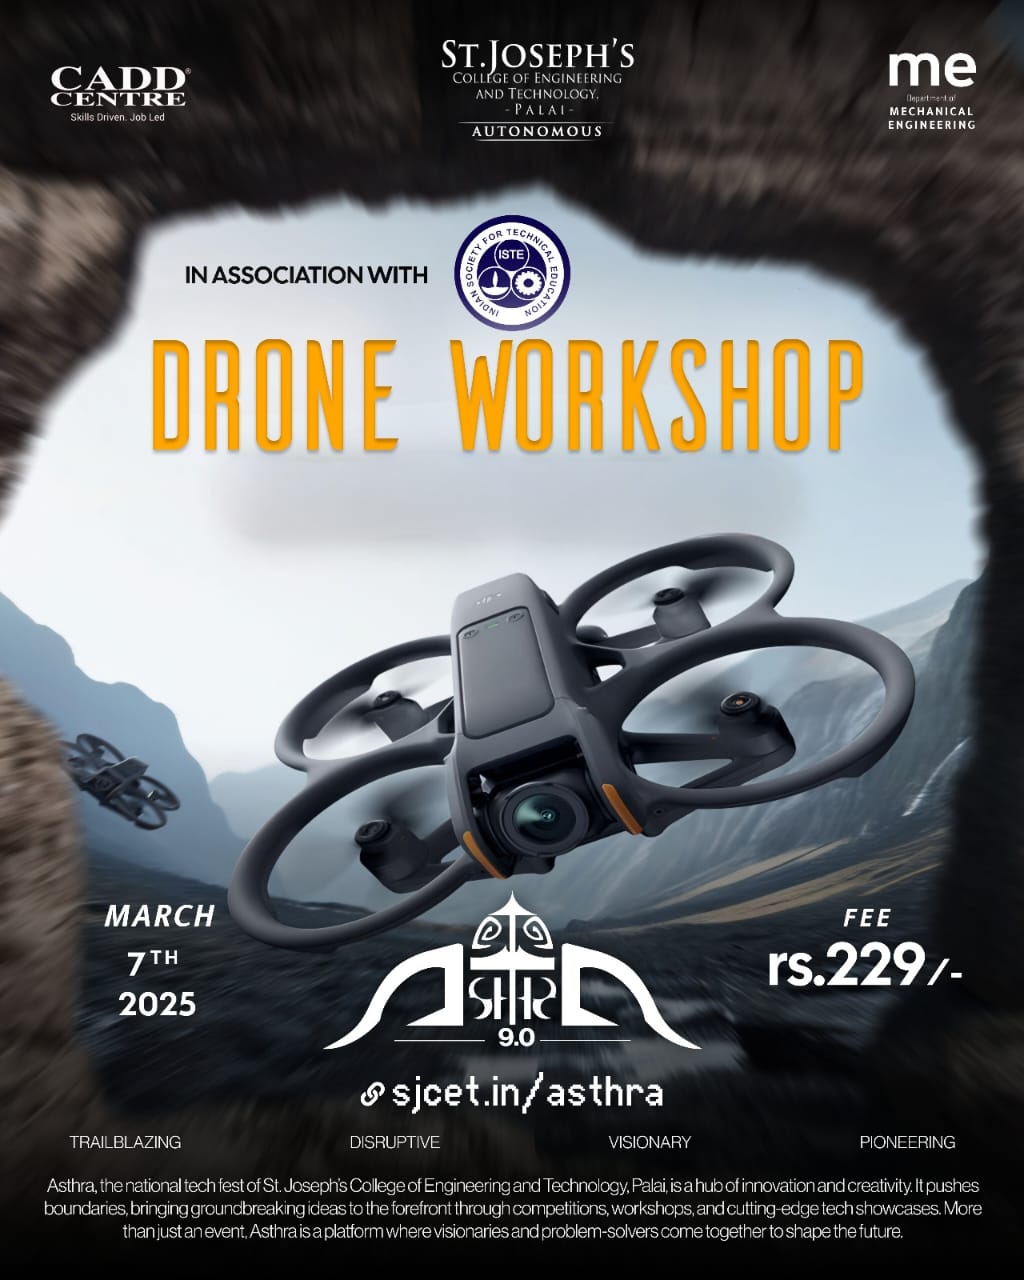 CADD®
CENTRE
Skills Driven. Job Led
ST.JOSEPH'S
COLLEGE OF ENGINEERING
AND TECHNOLOGY,
- PALAI -
AUTONOMOUS
me
Department of
MECHANICAL
ENGINEERING
IN ASSOCIATION WITH
INDIAN SOCIETY FOR TECHNICAL EDUCATION
ISTE
DRONE WORKSHOP
MARCH
7TH
2025
FEE
rs.229/-
9.0
sjcet.in/asthra
TRAILBLAZING DISRUPTIVE VISIONARY PIONEERING
Asthra, the national tech fest of St. Joseph's College of Engineering and Technology, Palai, is a hub of innovation and creativity. It pushes
boundaries, bringing groundbreaking ideas to the forefront through competitions, workshops, and cutting-edge tech showcases. More
than just an event, Asthra is a platform where visionaries and problem-solvers come together to shape the future.